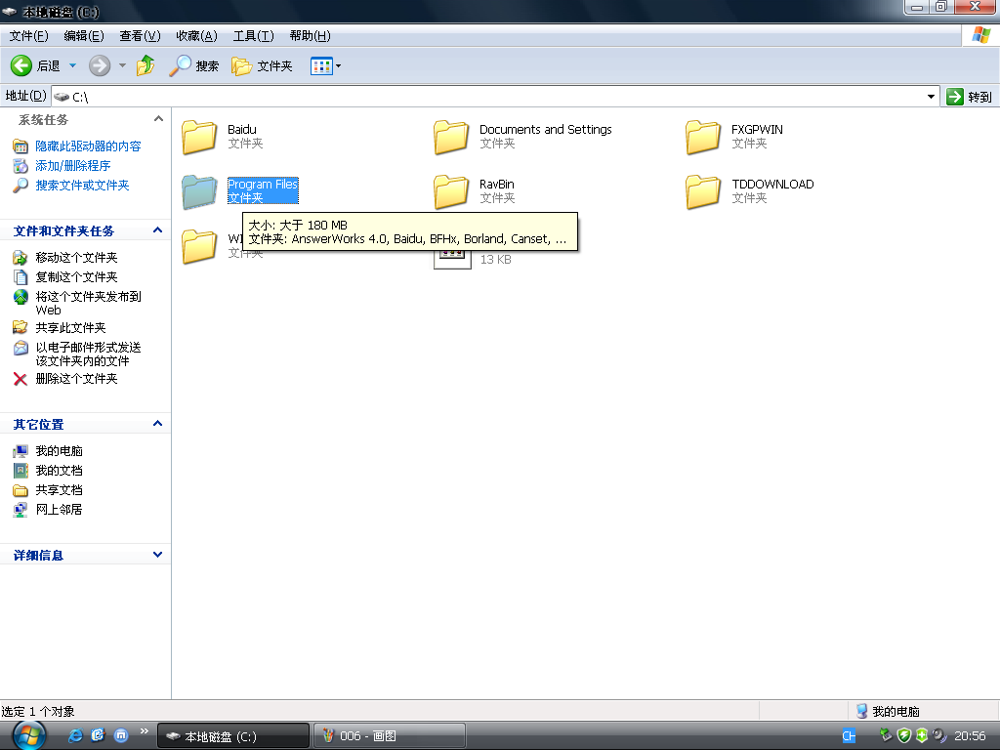 本地磁盘 (C:)
文件(F) 编辑(E) 查看(V) 收藏(A) 工具(T) 帮助(H)
后退 搜索 文件夹
地址(D) C:\ 转到
系统任务
隐藏此驱动器的内容
添加/删除程序
搜索文件或文件夹
文件和文件夹任务
移动这个文件夹
复制这个文件夹
将这个文件夹发布到
Web
共享此文件夹
以电子邮件形式发送
该文件夹内的文件
删除这个文件夹
其它位置
我的电脑
我的文档
共享文档
网上邻居
详细信息
Baidu
文件夹
Documents and Settings
文件夹
FXGPWIN
文件夹
Program Files
文件夹
RavBin
文件夹
TDDOWNLOAD
文件夹
文件夹
13 KB
大小: 大于 180 MB
文件夹: AnswerWorks 4.0, Baidu, BFHx, Borland, Canset, ...
选定 1 个对象 我的电脑
本地磁盘 (C:) 006 - 画图 CH 20:56